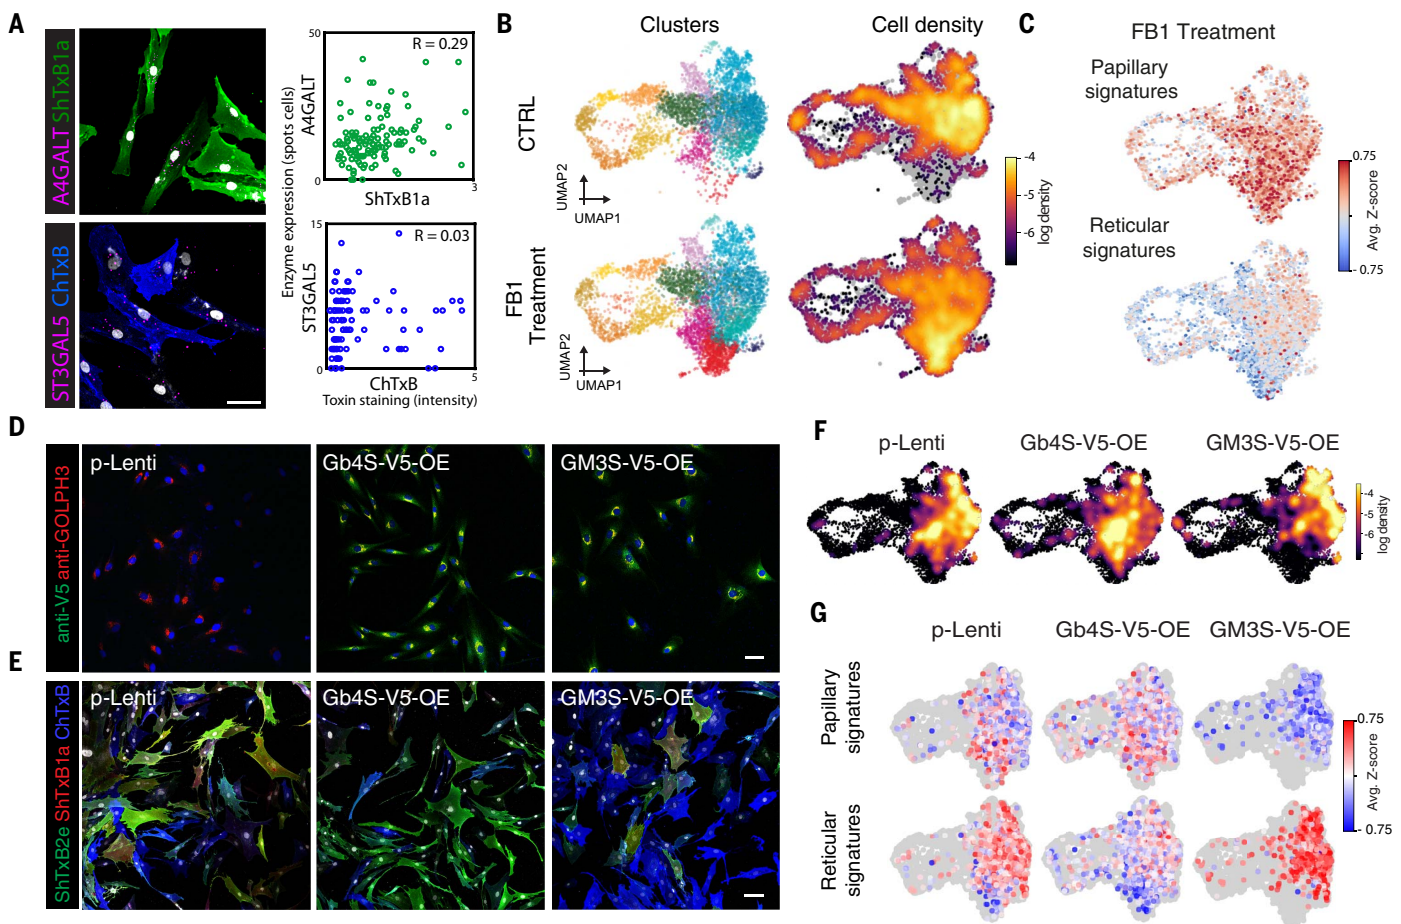 A
A4GALT ShTxB1a
ST3GAL5 ChTxB
Enzyme expression (spots cells)
A4GALT
50
R = 0.29
0
3
ShTxB1a
ST3GAL5
15
R = 0.03
0
5
ChTxB
Toxin staining (intensity)
B
Clusters
Cell density
CTRL
UMAP2
UMAP1
FB1
Treatment
UMAP2
UMAP1
-4
-5
-6
log density
C
FB1 Treatment
Papillary
signatures
Reticular
signatures
0.75
- 0.75
Avg. Z-score
D
anti-V5 anti-GOLPH3
p-Lenti
Gb4S-V5-OE
GM3S-V5-OE
E
ShTxB2e ShTxB1a ChTxB
p-Lenti
Gb4S-V5-OE
GM3S-V5-OE
F
p-Lenti
Gb4S-V5-OE
GM3S-V5-OE
-4
-5
-6
log density
G
p-Lenti
Gb4S-V5-OE
GM3S-V5-OE
Papillary
signatures
Reticular
signatures
0.75
- 0.75
Avg. Z-score